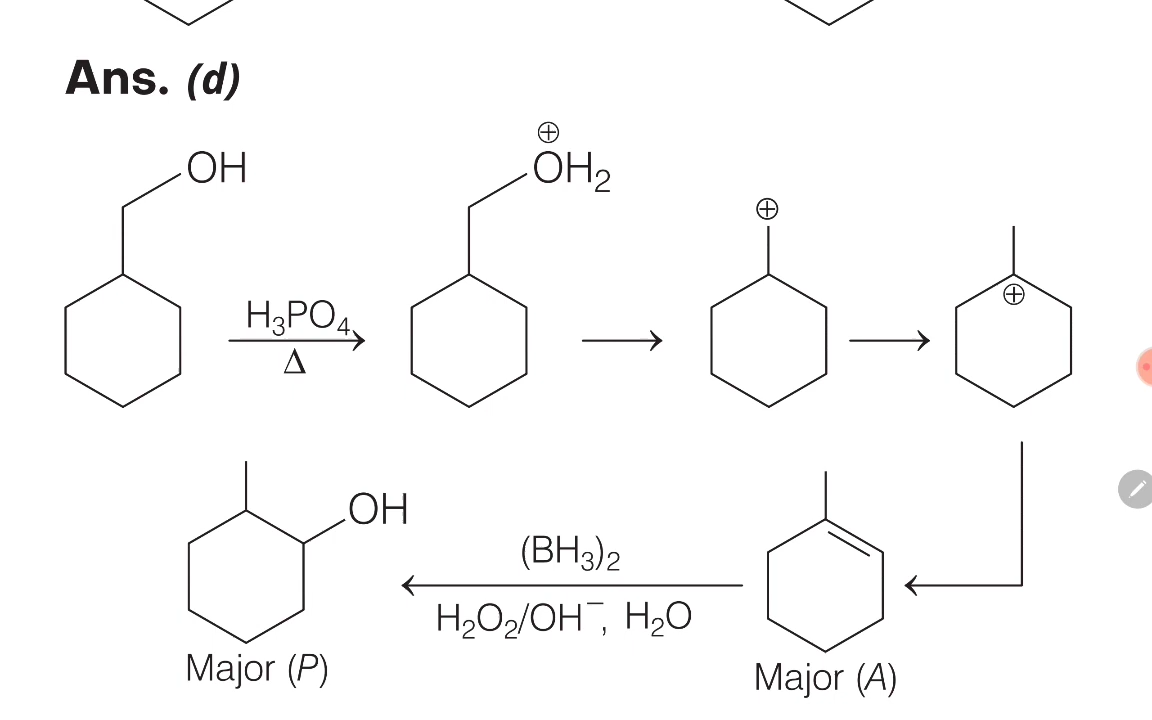 Ans. (d)
OH
⊕
OH₂
⊕
⊕
H₃PO₄
Δ
OH
(BH₃)₂
H₂O₂/OH⁻, H₂O
Major (P)
Major (A)